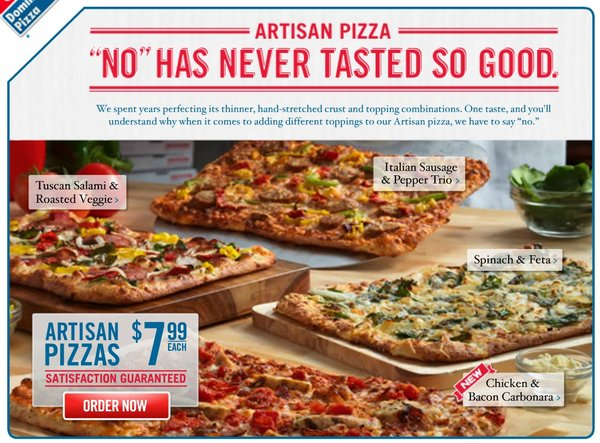 Domino's
Pizza
ARTISAN PIZZA
"NO" HAS NEVER TASTED SO GOOD.
We spent years perfecting its thinner, hand-stretched crust and topping combinations. One taste, and you'll
understand why when it comes to adding different toppings to our Artisan pizza, we have to say "no."
Italian Sausage
& Pepper Trio >
Tuscan Salami &
Roasted Veggie >
Spinach & Feta >
ARTISAN
PIZZAS
$7.99
EACH
SATISFACTION GUARANTEED
ORDER NOW
NEW
Chicken &
Bacon Carbonara >